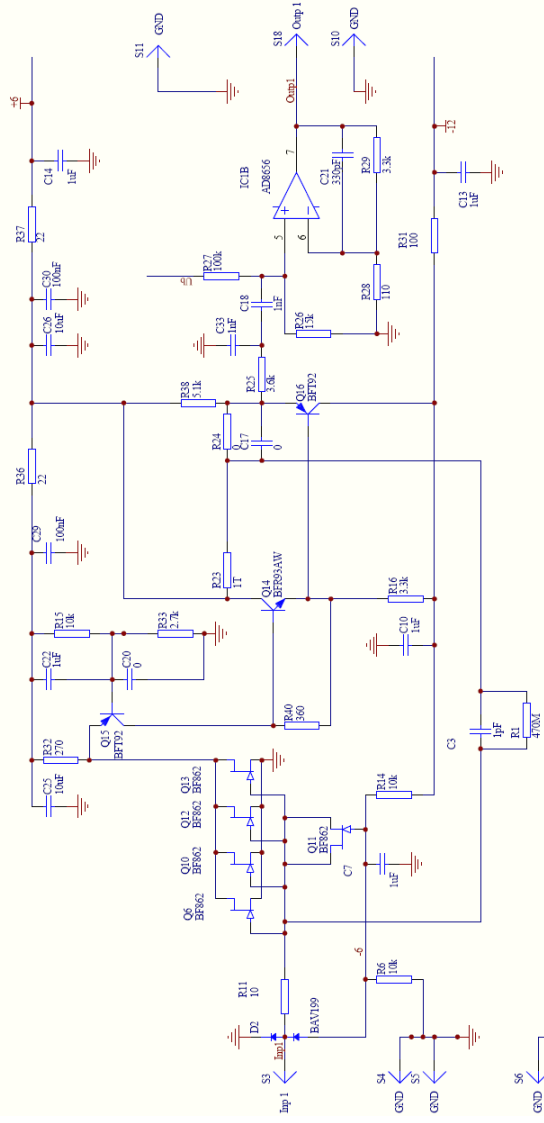 +6
C14
1uF
S11
GND
R37
22
C30
100nF
C26
10uF
R36
22
C29
100nF
R15
10k
C22
1uF
R33
2.7k
C20
0
R32
270
C25
10uF
Q15
BFT92
S18
Outp 1
Outp1
S10
GND
IC1B
AD8656
7
5
6
C21
330pF
R29
3.3k
R27
100k
C18
1nF
C33
1nF
R26
15k
R28
110
-12
C13
1uF
R31
100
R38
5.1k
R25
3.6k
Q16
BFT92
R24
0
C17
0
R23
1T
Q14
BFR93AW
R16
3.3k
C10
1uF
R40
360
Q13
BF862
Q12
BF862
Q10
BF862
Q6
BF862
Q11
BF862
C7
1uF
R14
10k
C3
1pF
R1
470M
-6
R6
10k
R11
10
D2
BAV199
Inp1
S3
Inp 1
S4
GND
S5
GND
S6
GND